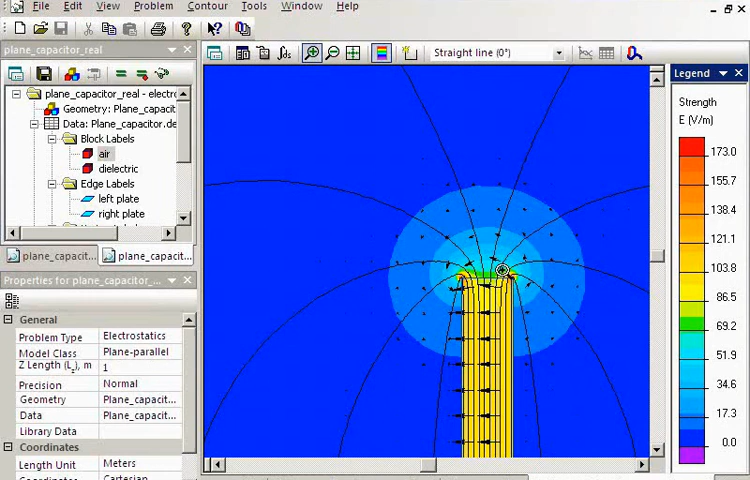 File Edit View Problem Contour Tools Window Help
plane_capacitor_real
Straight line (0°)
plane_capacitor_real - electro
Geometry: Plane_capacit
Data: Plane_capacitor.de
Block Labels
air
dielectric
Edge Labels
left plate
right plate
plane_capacit... plane_capacit...
Properties for plane_capacitor_...
General
Problem Type Electrostatics
Model Class Plane-parallel
Z Length (Lz), m 1
Precision Normal
Geometry Plane_capacit...
Data Plane_capacit...
Library Data
Coordinates
Length Unit Meters
Legend
Strength
E (V/m)
173.0
155.7
138.4
121.1
103.8
86.5
69.2
51.9
34.6
17.3
0.0